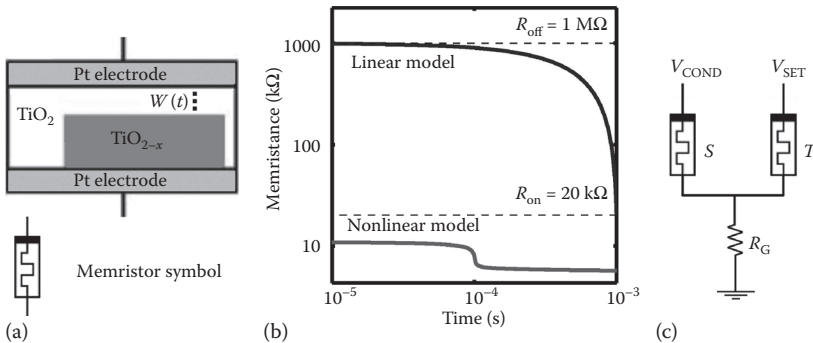 Pt electrode
W(t)
TiO2
TiO2–x
Pt electrode
Memristor symbol
(a)
Memristance (kΩ)
1000
100
10
Roff = 1 MΩ
Linear model
Ron = 20 kΩ
Nonlinear model
10–5
10–4
10–3
Time (s)
(b)
VCOND
VSET
S
T
RG
(c)